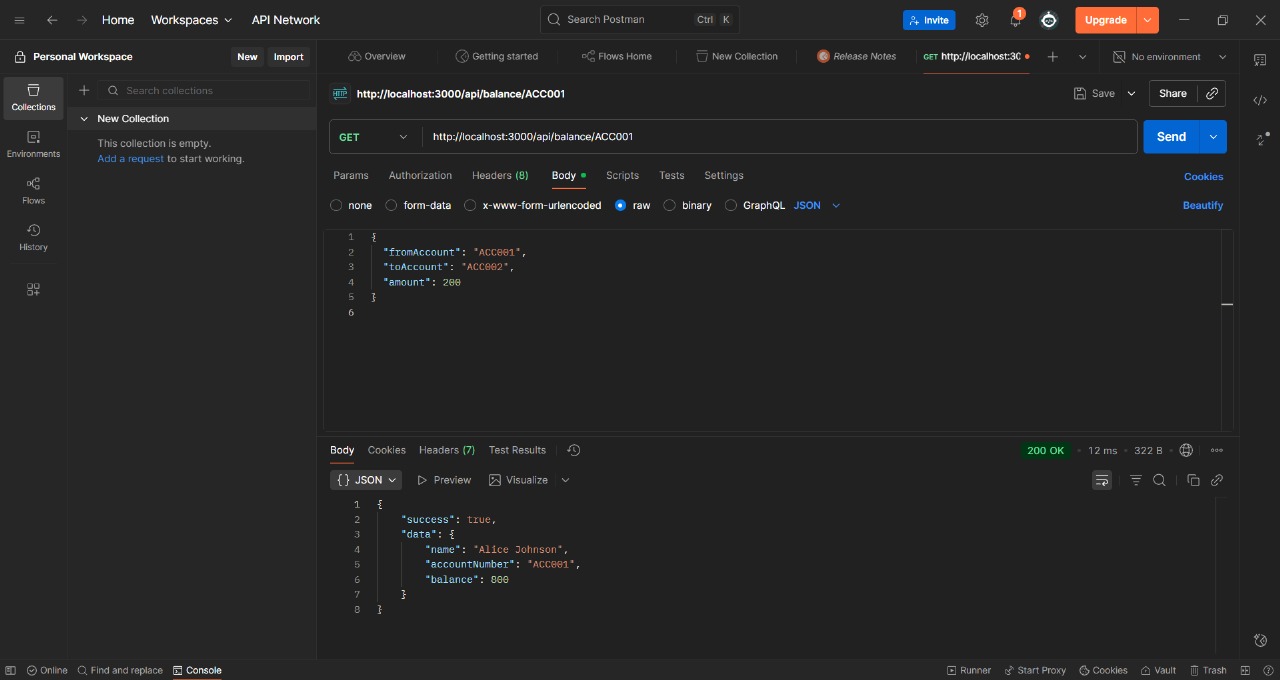 Home Workspaces API Network Search Postman Ctrl K Invite 1 Upgrade
Personal Workspace New Import Overview Getting started Flows Home New Collection Release Notes GET http://localhost:30 No environment
Search collections
Collections
New Collection
This collection is empty.
Add a request to start working.
Environments
Flows
History
HTTP http://localhost:3000/api/balance/ACC001 Save Share
GET http://localhost:3000/api/balance/ACC001 Send
Params Authorization Headers (8) Body Scripts Tests Settings Cookies
none form-data x-www-form-urlencoded raw binary GraphQL JSON Beautify
1 {
2 "fromAccount": "ACC001",
3 "toAccount": "ACC002",
4 "amount": 200
5 }
6
Body Cookies Headers (7) Test Results 200 OK 12 ms 322 B
{} JSON Preview Visualize
1 {
2 "success": true,
3 "data": {
4 "name": "Alice Johnson",
5 "accountNumber": "ACC001",
6 "balance": 800
7 }
8 }
Online Find and replace Console Runner Start Proxy Cookies Vault Trash